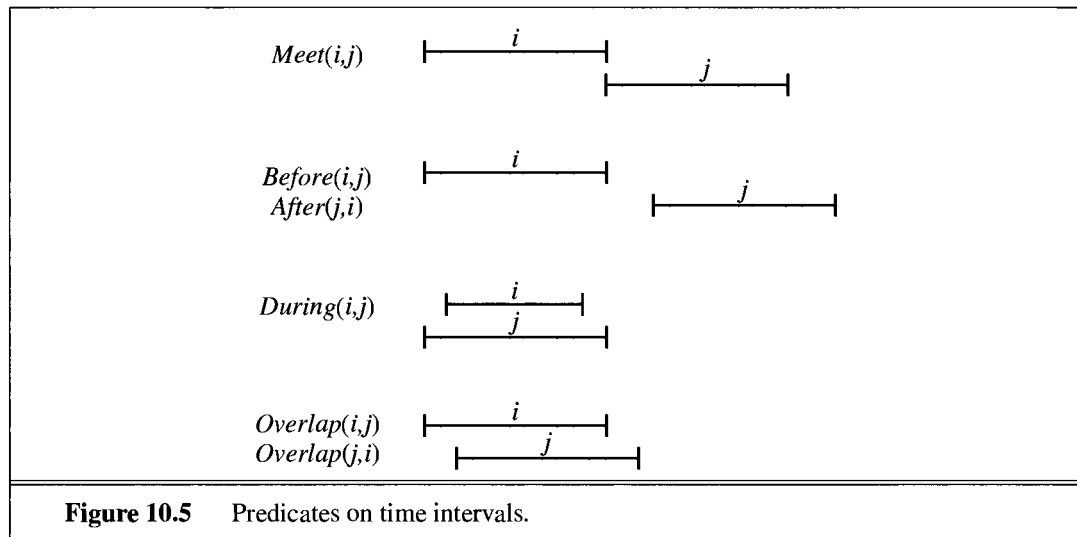 Meet(i,j)
i
j
Before(i,j)
After(j,i)
i
j
During(i,j)
i
j
Overlap(i,j)
Overlap(j,i)
i
j
Figure 10.5 Predicates on time intervals.